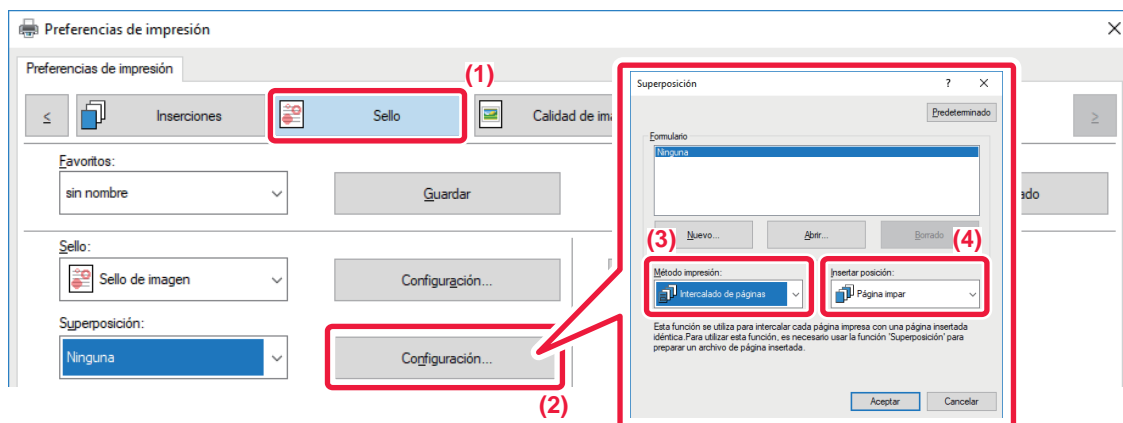 Preferencias de impresión
Preferencias de impresión
(1)
<
Inserciones
Sello
Calidad de
>
Favoritos:
sin nombre
Guardar
Sello:
Sello de imagen
Configuración...
Superposición:
Ninguna
Configuración...
(2)
Superposición
?
Predeterminado
Formulario
Ninguna
Nuevo...
Abrir...
Borrado
(3)
(4)
Método impresión:
Insertar posición:
Intercalado de páginas
Página impar
Esta función se utiliza para intercalar cada página impresa con una página insertada
idéntica.Para utilizar esta función, es necesario usar la función 'Superposición' para
preparar un archivo de página insertada.
Aceptar
Cancelar